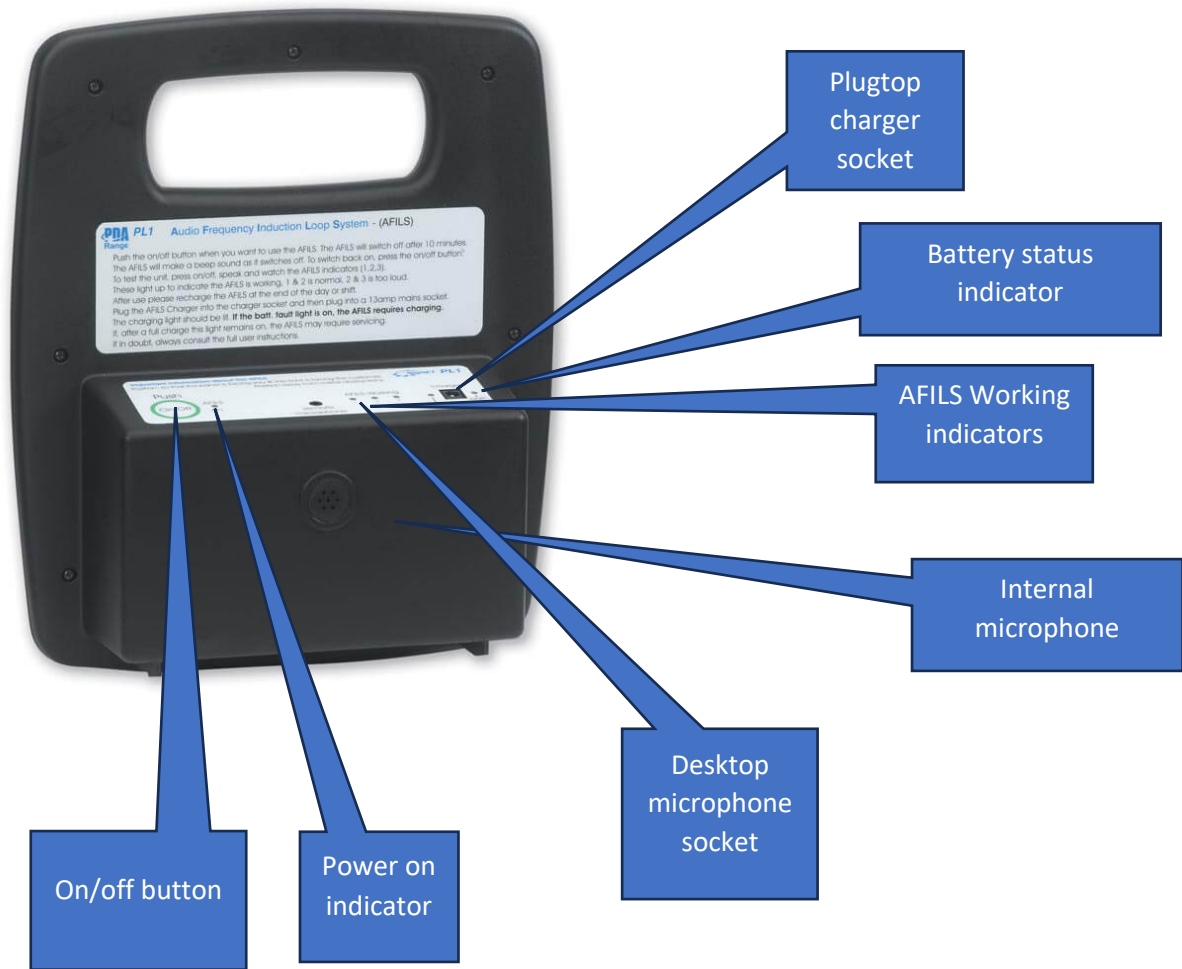 Plugtop
charger
socket
PDA Range PL1 Audio Frequency Induction Loop System - (AFILS)
Push the on/off button when you want to use the AFILS. The AFILS will switch off after 10 minutes.
The AFILS will make a beep sound as it switches off. To switch back on, press the on/off button.
To test the unit, press on/off, speak and watch the AFILS indicators (1,2,3).
These light up to indicate the AFILS is working, 1 & 2 is normal, 2 & 3 is too loud.
After use please recharge the AFILS at the end of the day or shift.
Plug the AFILS Charger into the charger socket and then plug into a 13amp mains socket.
The charging light should be lit. If the batt. fault light is on, the AFILS requires charging.
If, after a full charge this light remains on, the AFILS may require servicing.
If in doubt, always consult the full user instructions.
Battery status
indicator
PL1
Push
ON/OFF
AFILS
AFILS Working
AFILS Working
indicators
Internal
microphone
Desktop
microphone
socket
On/off button
Power on
indicator